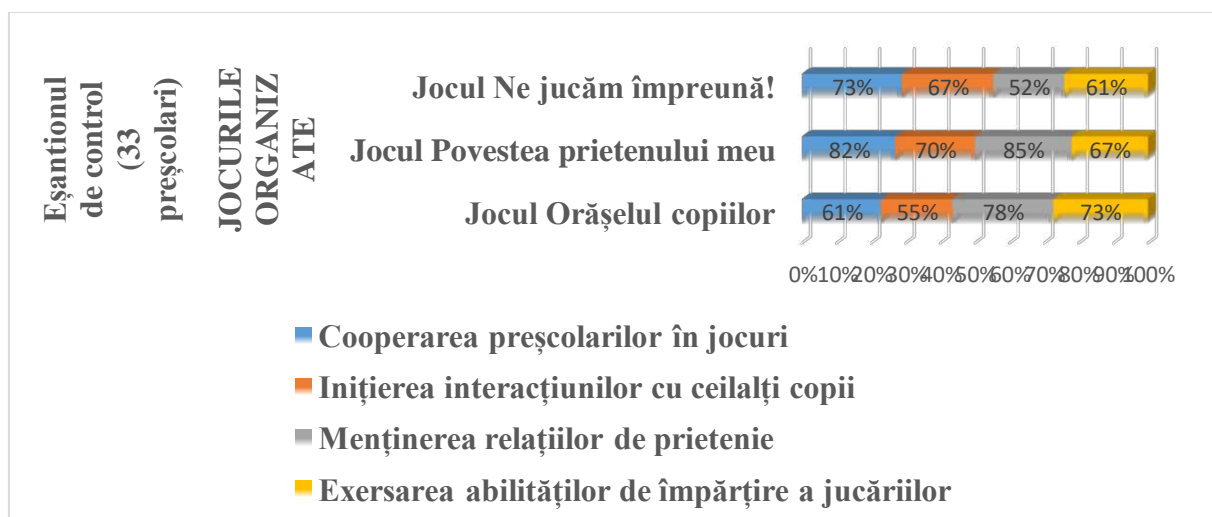 Eșantionul
de control
(33
preșcolari)
JOCURILE
ORGANIZ
ATE
Jocul Ne jucăm împreună!
73% 67% 52% 61%
Jocul Povestea prietenului meu
82% 70% 85% 67%
Jocul Orășelul copiilor
61% 55% 78% 73%
0% 10% 20% 30% 40% 50% 60% 70% 80% 90% 100%
Cooperarea preșcolarilor în jocuri
Inițierea interacțiunilor cu ceilalți copii
Menținerea relațiilor de prietenie
Exersarea abilităților de împărțire a jucăriilor